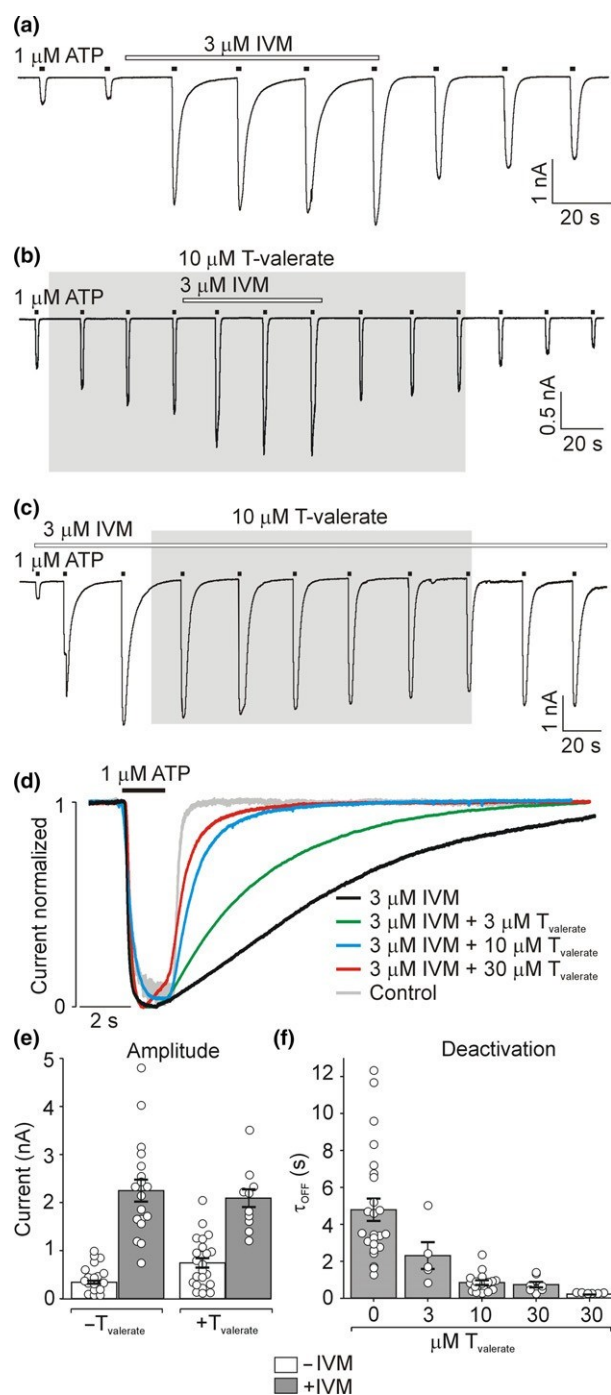 (a)
3 μM IVM
1 μM ATP
1 nA
20 s
(b)
10 μM T-valerate
3 μM IVM
1 μM ATP
0.5 nA
20 s
(c)
10 μM T-valerate
3 μM IVM
1 μM ATP
1 nA
20 s
(d)
1 μM ATP
1
Current normalized
3 μM IVM
3 μM IVM + 3 μM Tvalerate
3 μM IVM + 10 μM Tvalerate
3 μM IVM + 30 μM Tvalerate
Control
0
2 s
(e) Amplitude
5
4
3
2
1
0
Current (nA)
−Tvalerate +Tvalerate
(f) Deactivation
12
10
8
6
4
2
0
τOFF (s)
0 3 10 30 30
μM Tvalerate
−IVM
+IVM